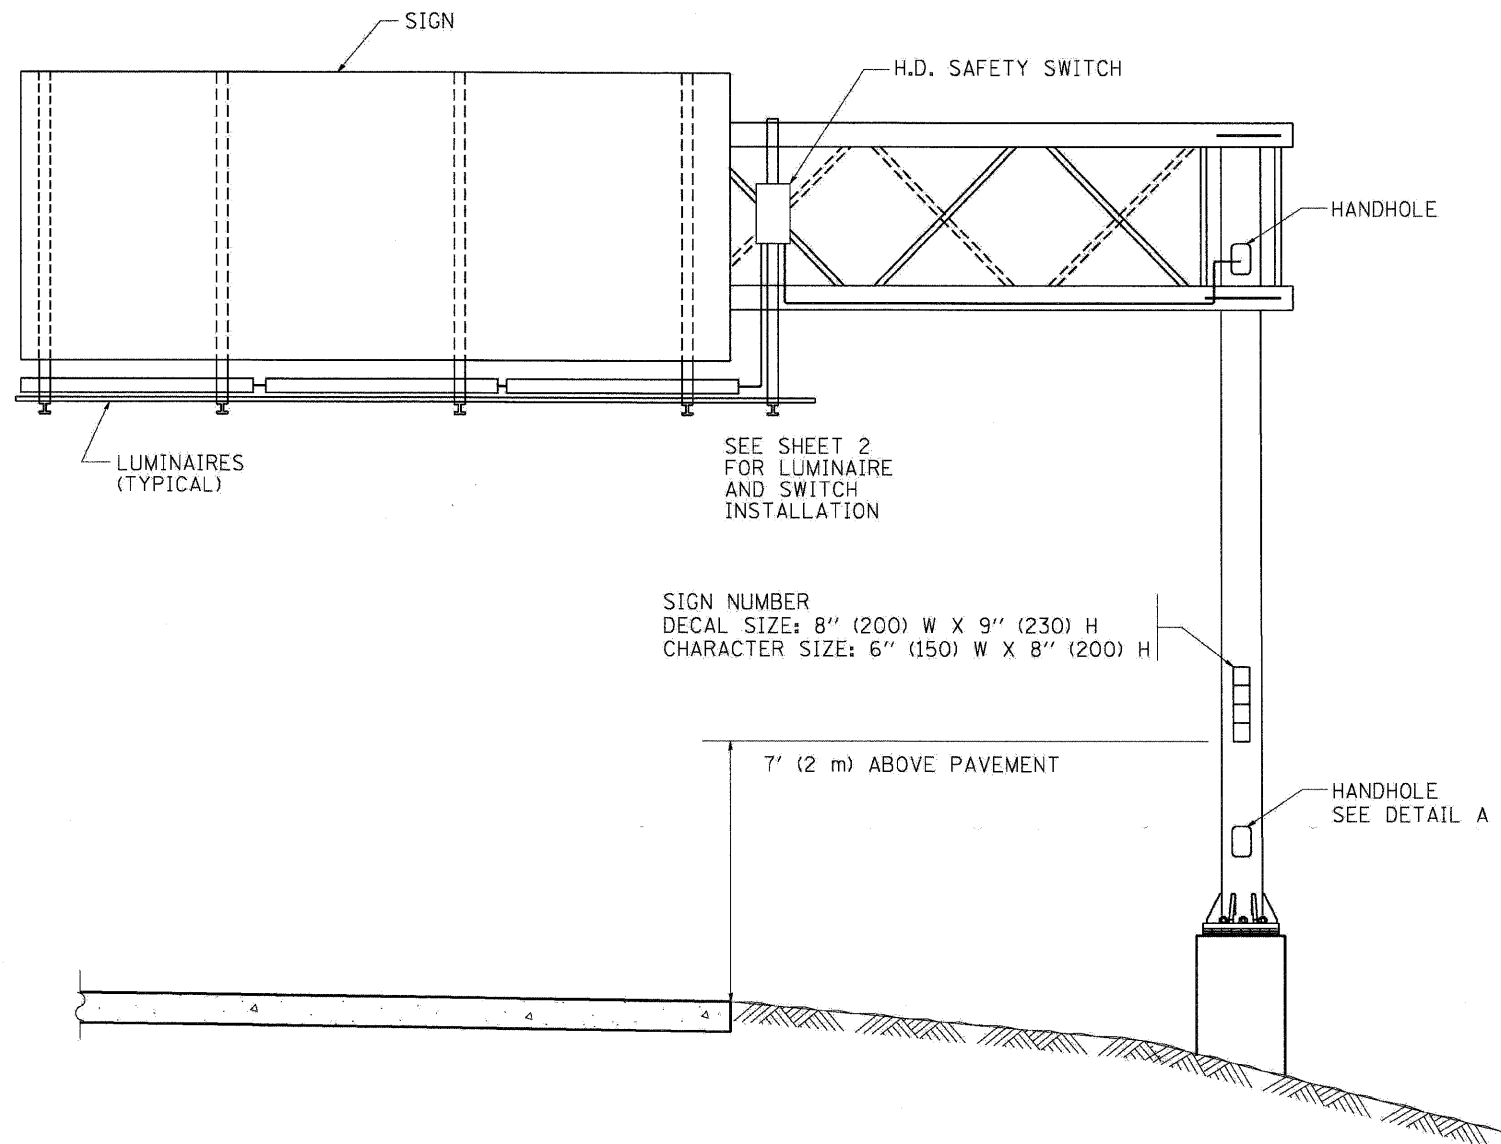 SIGN
H.D. SAFETY SWITCH
HANDHOLE
LUMINAIRES
(TYPICAL)
SEE SHEET 2
FOR LUMINAIRE
AND SWITCH
INSTALLATION
SIGN NUMBER
DECAL SIZE: 8'' (200) W X 9'' (230) H
CHARACTER SIZE: 6'' (150) W X 8'' (200) H
7' (2 m) ABOVE PAVEMENT
HANDHOLE
SEE DETAIL A